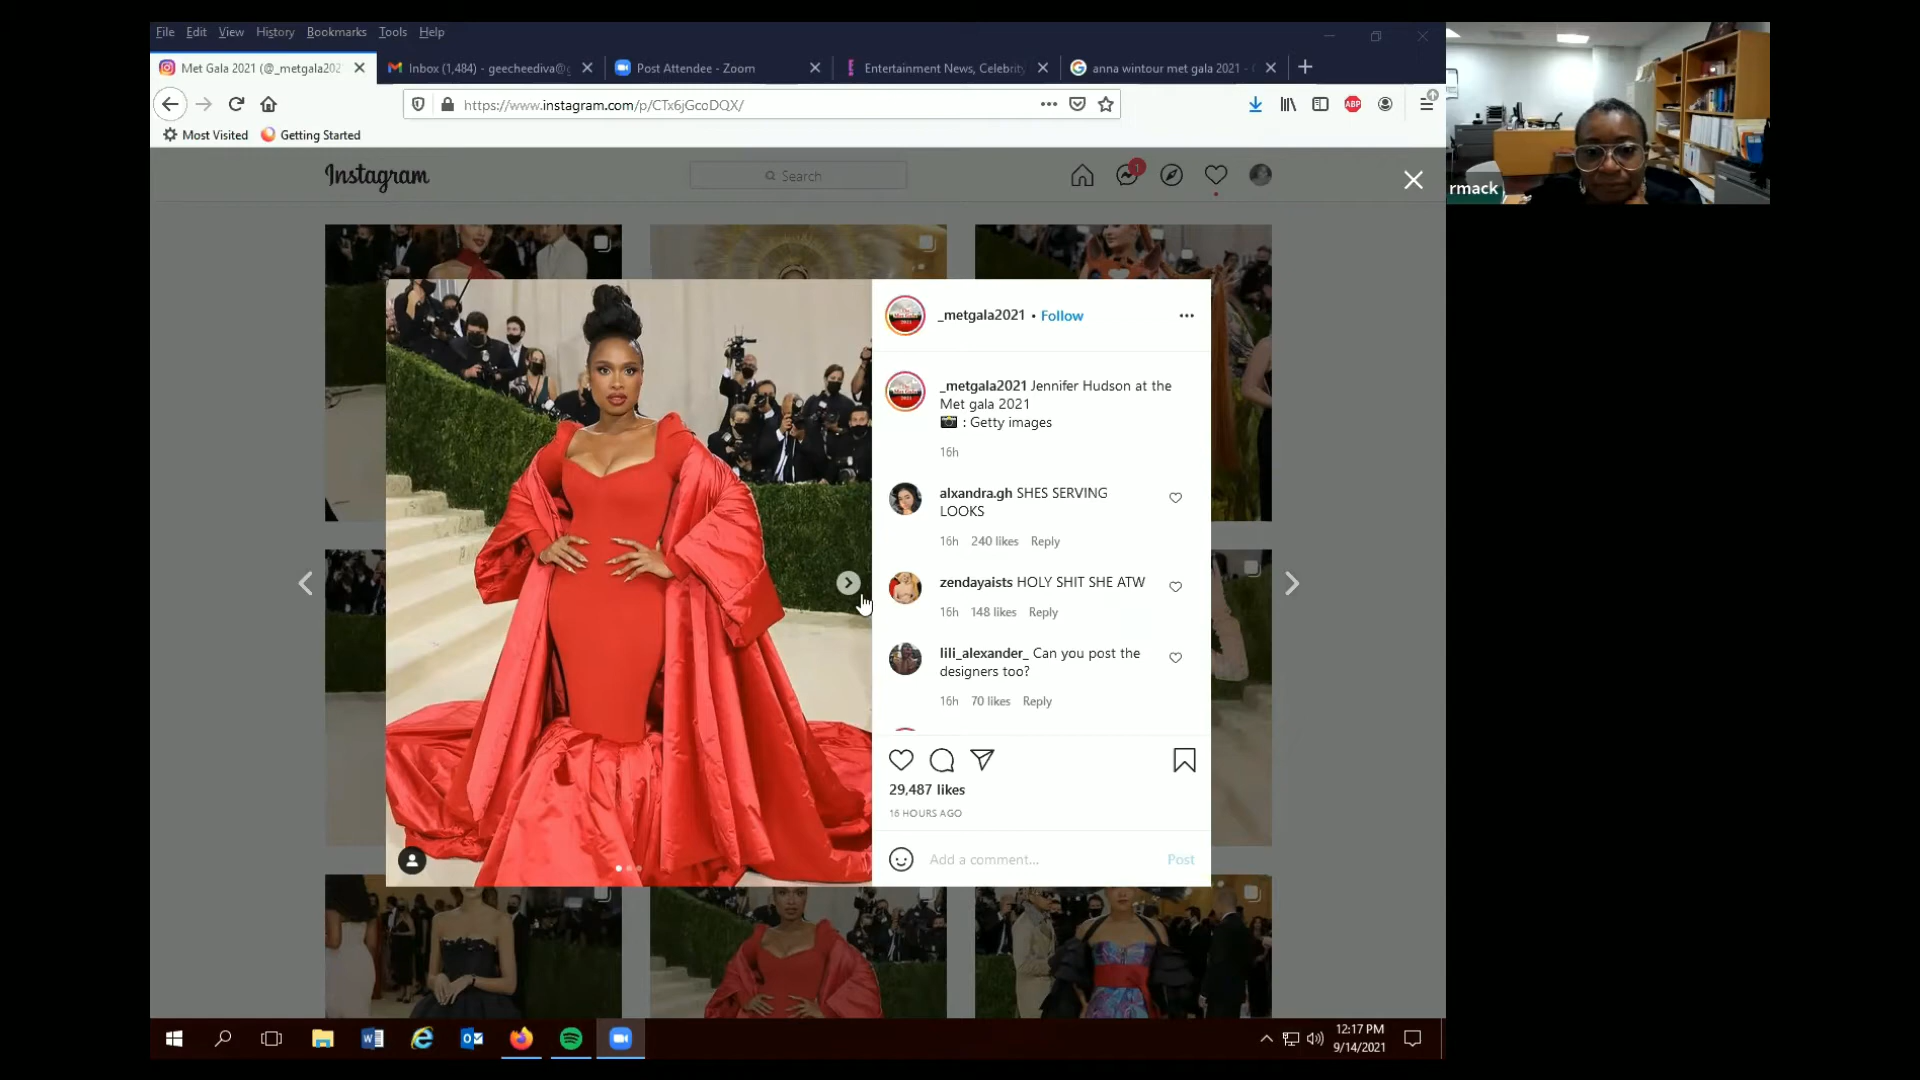 File Edit View History Bookmarks Tools Help
Met Gala 2021 (@_metgala202
Inbox (1,484) - geecheediva@g
Post Attendee - Zoom
Entertainment News, Celebrity
anna wintour met gala 2021 -
https://www.instagram.com/p/CTx6jGcoDQX/
ABP
Most Visited Getting Started
Instagram
Search
1
rmack
_metgala2021 • Follow
_metgala2021 Jennifer Hudson at the
Met gala 2021
📷 : Getty images
16h
alxandra.gh SHES SERVING
LOOKS
16h 240 likes Reply
zendayaists HOLY SHIT SHE ATW
16h 148 likes Reply
lili_alexander_ Can you post the
designers too?
16h 70 likes Reply
29,487 likes
16 HOURS AGO
Add a comment... Post
12:17 PM
9/14/2021